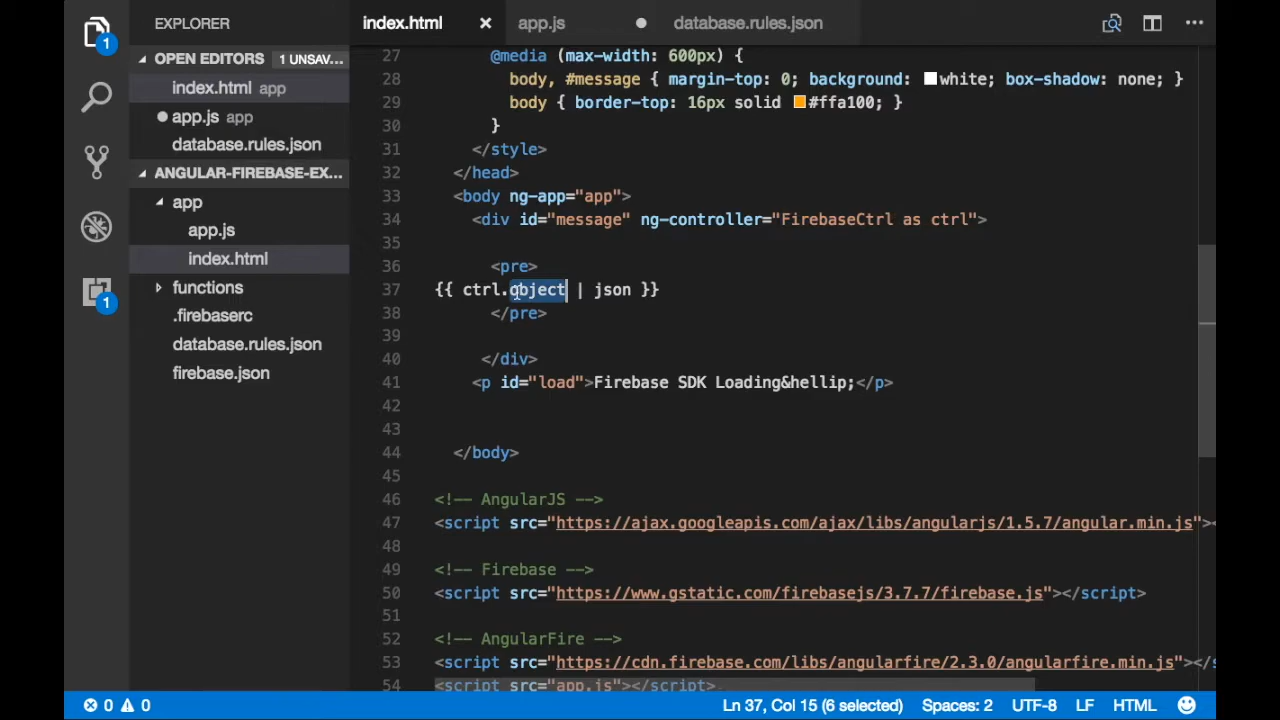 EXPLORER
OPEN EDITORS 1 UNSAV...
index.html app
app.js app
database.rules.json
ANGULAR-FIREBASE-EX...
app
app.js
index.html
functions
.firebaserc
database.rules.json
firebase.json
1
1
index.html app.js database.rules.json
27 @media (max-width: 600px) {
28 body, #message { margin-top: 0; background: white; box-shadow: none; }
29 body { border-top: 16px solid #ffa100; }
30 }
31 </style>
32 </head>
33 <body ng-app="app">
34 <div id="message" ng-controller="FirebaseCtrl as ctrl">
35
36 <pre>
37 {{ ctrl.object | json }}
38 </pre>
39
40 </div>
41 <p id="load">Firebase SDK Loading&hellip;</p>
42
43
44 </body>
45
46 <!-- AngularJS -->
47 <script src="https://ajax.googleapis.com/ajax/libs/angularjs/1.5.7/angular.min.js"><
48
49 <!-- Firebase -->
50 <script src="https://www.gstatic.com/firebasejs/3.7.7/firebase.js"></script>
51
52 <!-- AngularFire -->
53 <script src="https://cdn.firebase.com/libs/angularfire/2.3.0/angularfire.min.js"></s
54 <script src="app.js"></script>
0 0 Ln 37, Col 15 (6 selected) Spaces: 2 UTF-8 LF HTML